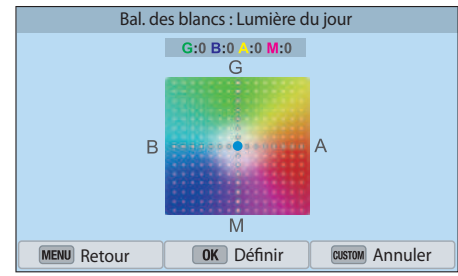 Bal. des blancs : Lumière du jour
G:0 B:0 A:0 M:0
G
B A
M
MENU Retour OK Définir CUSTOM Annuler